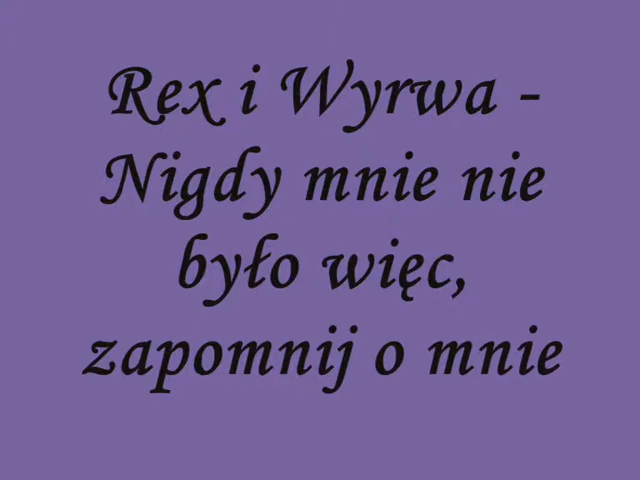 Rex i Wyrwa -
Nigdy mnie nie
było więc,
zapomnij o mnie